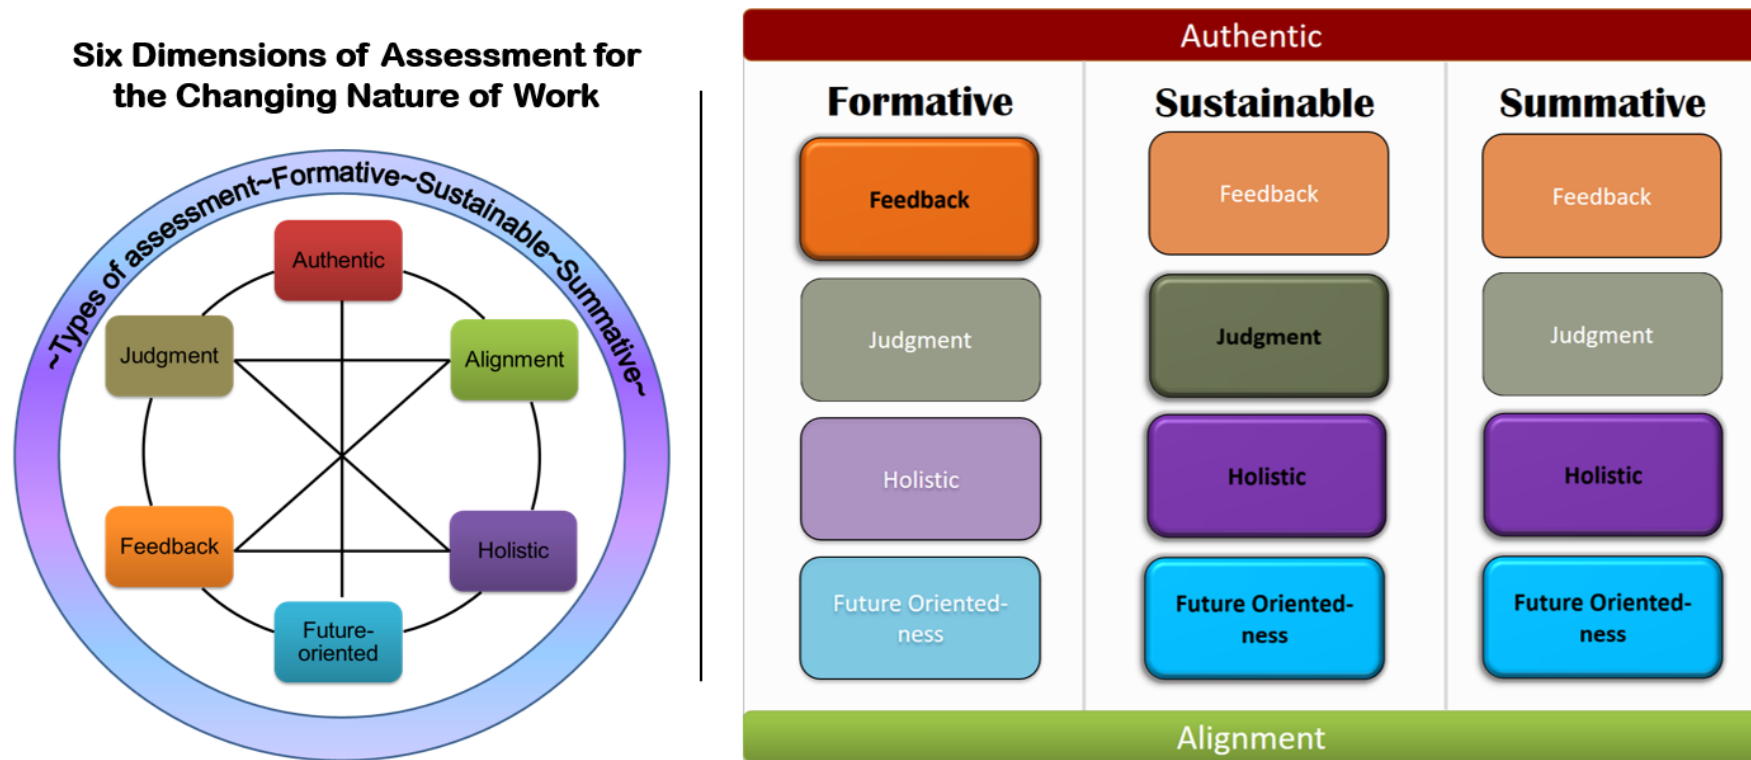 Six Dimensions of Assessment for
the Changing Nature of Work
~Types of assessment~Formative~Sustainable~Summative~
Authentic
Judgment
Alignment
Feedback
Holistic
Future-
oriented
Authentic
Formative
Sustainable
Summative
Feedback
Feedback
Feedback
Judgment
Judgment
Judgment
Holistic
Holistic
Holistic
Future Oriented-
ness
Future Oriented-
ness
Future Oriented-
ness
Alignment